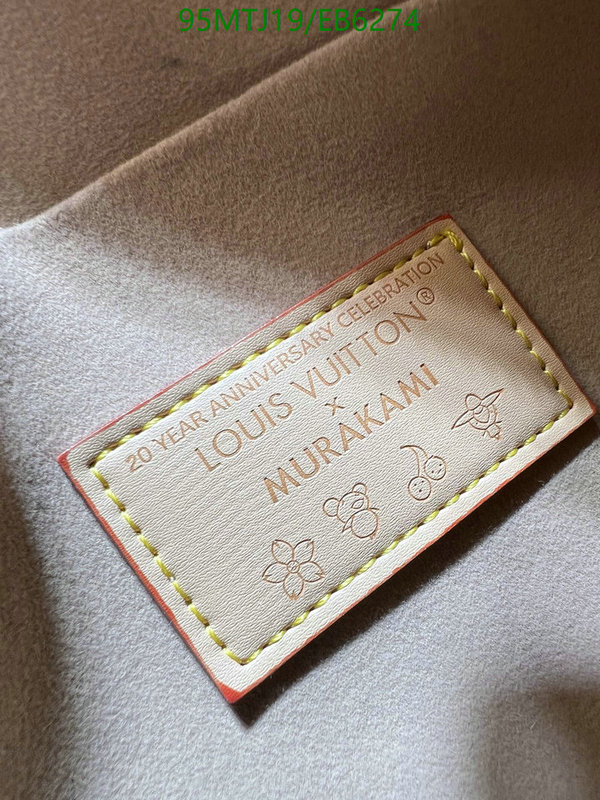 95MTJ19/EB6274
20 YEAR ANNIVERSARY CELEBRATION
LOUIS VUITTON®
×
MURAKAMI